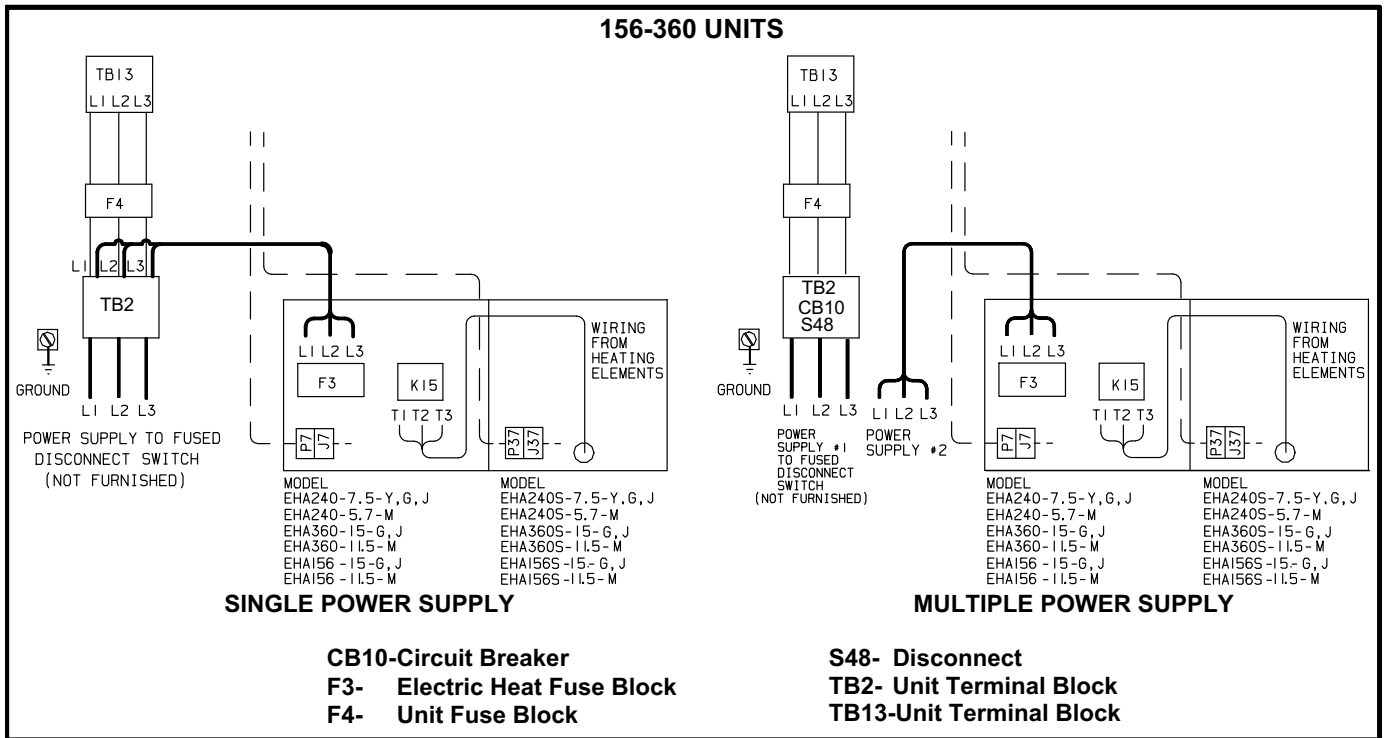 156-360 UNITS
TB13
L1 L2 L3
F4
L1 L2 L3
TB2
GROUND
L1 L2 L3
POWER SUPPLY TO FUSED
DISCONNECT SWITCH
(NOT FURNISHED)
L1 L2 L3
F3
K15
T1 T2 T3
P7 J7
P37 J37
WIRING
FROM
HEATING
ELEMENTS
MODEL
EHA240-7.5-Y,G,J
EHA240-5.7-M
EHA360-15-G,J
EHA360-11.5-M
EHA156 -15-G,J
EHA156 -11.5-M
MODEL
EHA240S-7.5-Y,G,J
EHA240S-5.7-M
EHA360S-15-G,J
EHA360S-11.5-M
EHA156S -15-G,J
EHA156S -11.5-M
SINGLE POWER SUPPLY
TB13
L1 L2 L3
F4
TB2
CB10
S48
GROUND
L1 L2 L3
POWER
SUPPLY #1
TO FUSED
DISCONNECT
SWITCH
(NOT FURNISHED)
L1 L2 L3
POWER
SUPPLY #2
L1 L2 L3
F3
K15
T1 T2 T3
P7 J7
P37 J37
WIRING
FROM
HEATING
ELEMENTS
MODEL
EHA240-7.5-Y,G,J
EHA240-5.7-M
EHA360-15-G,J
EHA360-11.5-M
EHA156 -15-G,J
EHA156 -11.5-M
MODEL
EHA240S-7.5-Y,G,J
EHA240S-5.7-M
EHA360S-15-G,J
EHA360S-11.5-M
EHA156S -15-G,J
EHA156S -11.5-M
MULTIPLE POWER SUPPLY
CB10-Circuit Breaker
F3- Electric Heat Fuse Block
F4- Unit Fuse Block
S48- Disconnect
TB2- Unit Terminal Block
TB13-Unit Terminal Block